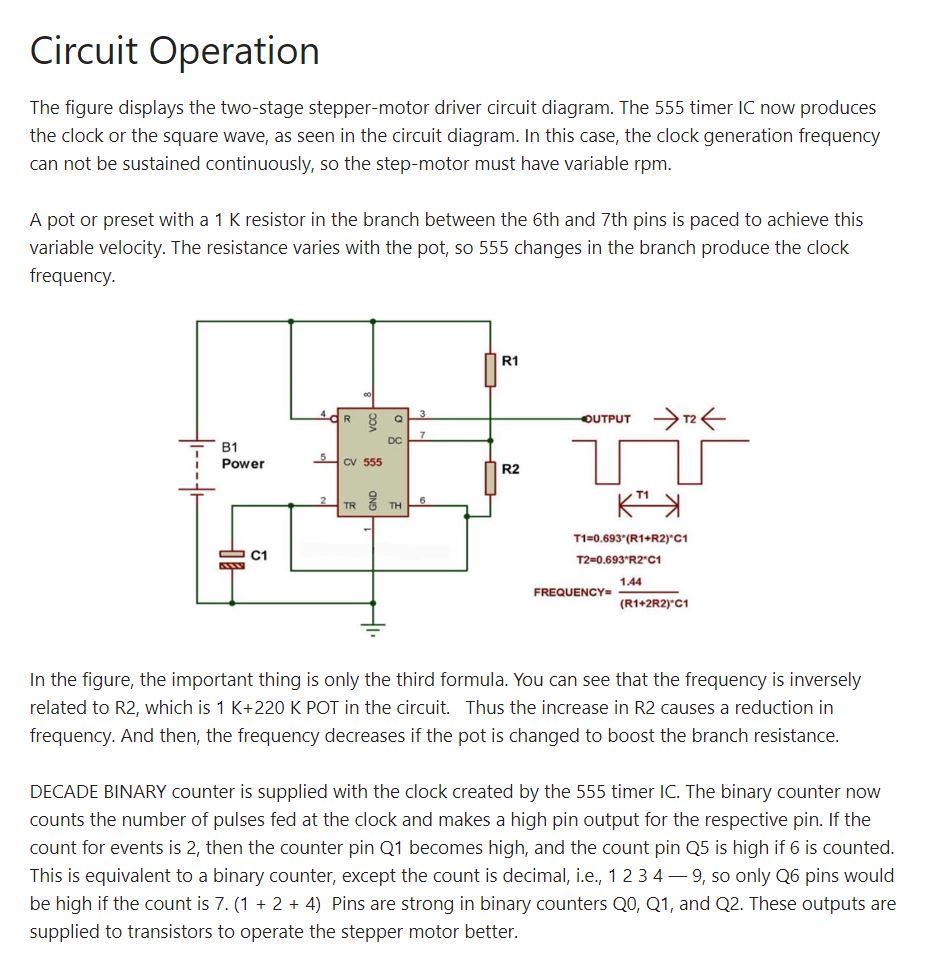 Circuit Operation
The figure displays the two-stage stepper-motor driver circuit diagram. The 555 timer IC now produces
the clock or the square wave, as seen in the circuit diagram. In this case, the clock generation frequency
can not be sustained continuously, so the step-motor must have variable rpm.
A pot or preset with a 1 K resistor in the branch between the 6th and 7th pins is paced to achieve this
variable velocity. The resistance varies with the pot, so 555 changes in the branch produce the clock
frequency.
R1
8
4
R
VCC
Q
3
OUTPUT
T2
DC
7
B1
Power
5
CV 555
R2
2
TR
GND
TH
6
T1
1
C1
T1=0.693*(R1+R2)*C1
T2=0.693*R2*C1
FREQUENCY=
1.44
(R1+2R2)*C1
In the figure, the important thing is only the third formula. You can see that the frequency is inversely
related to R2, which is 1 K+220 K POT in the circuit.   Thus the increase in R2 causes a reduction in
frequency. And then, the frequency decreases if the pot is changed to boost the branch resistance.
DECADE BINARY counter is supplied with the clock created by the 555 timer IC. The binary counter now
counts the number of pulses fed at the clock and makes a high pin output for the respective pin. If the
count for events is 2, then the counter pin Q1 becomes high, and the count pin Q5 is high if 6 is counted.
This is equivalent to a binary counter, except the count is decimal, i.e., 1 2 3 4 — 9, so only Q6 pins would
be high if the count is 7. (1 + 2 + 4)  Pins are strong in binary counters Q0, Q1, and Q2. These outputs are
supplied to transistors to operate the stepper motor better.